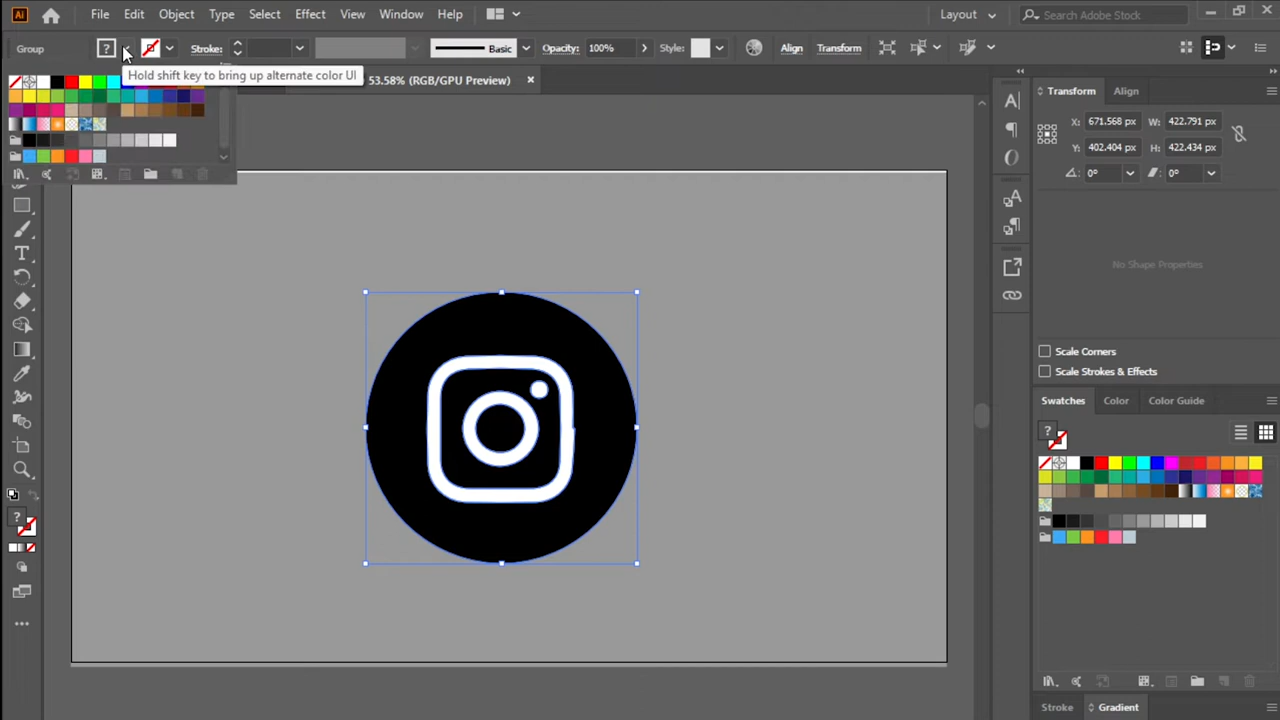 Ai File Edit Object Type Select Effect View Window Help Layout Search Adobe Stock
Group ? Stroke: Basic Opacity: 100% Style: Align Transform
Hold shift key to bring up alternate color UI
53.58% (RGB/GPU Preview) ×
Transform Align
X: 671.568 px W: 422.791 px
Y: 402.404 px H: 422.434 px
0° 0°
No Shape Properties
Scale Corners
Scale Strokes & Effects
Swatches Color Color Guide
?
?
Stroke Gradient